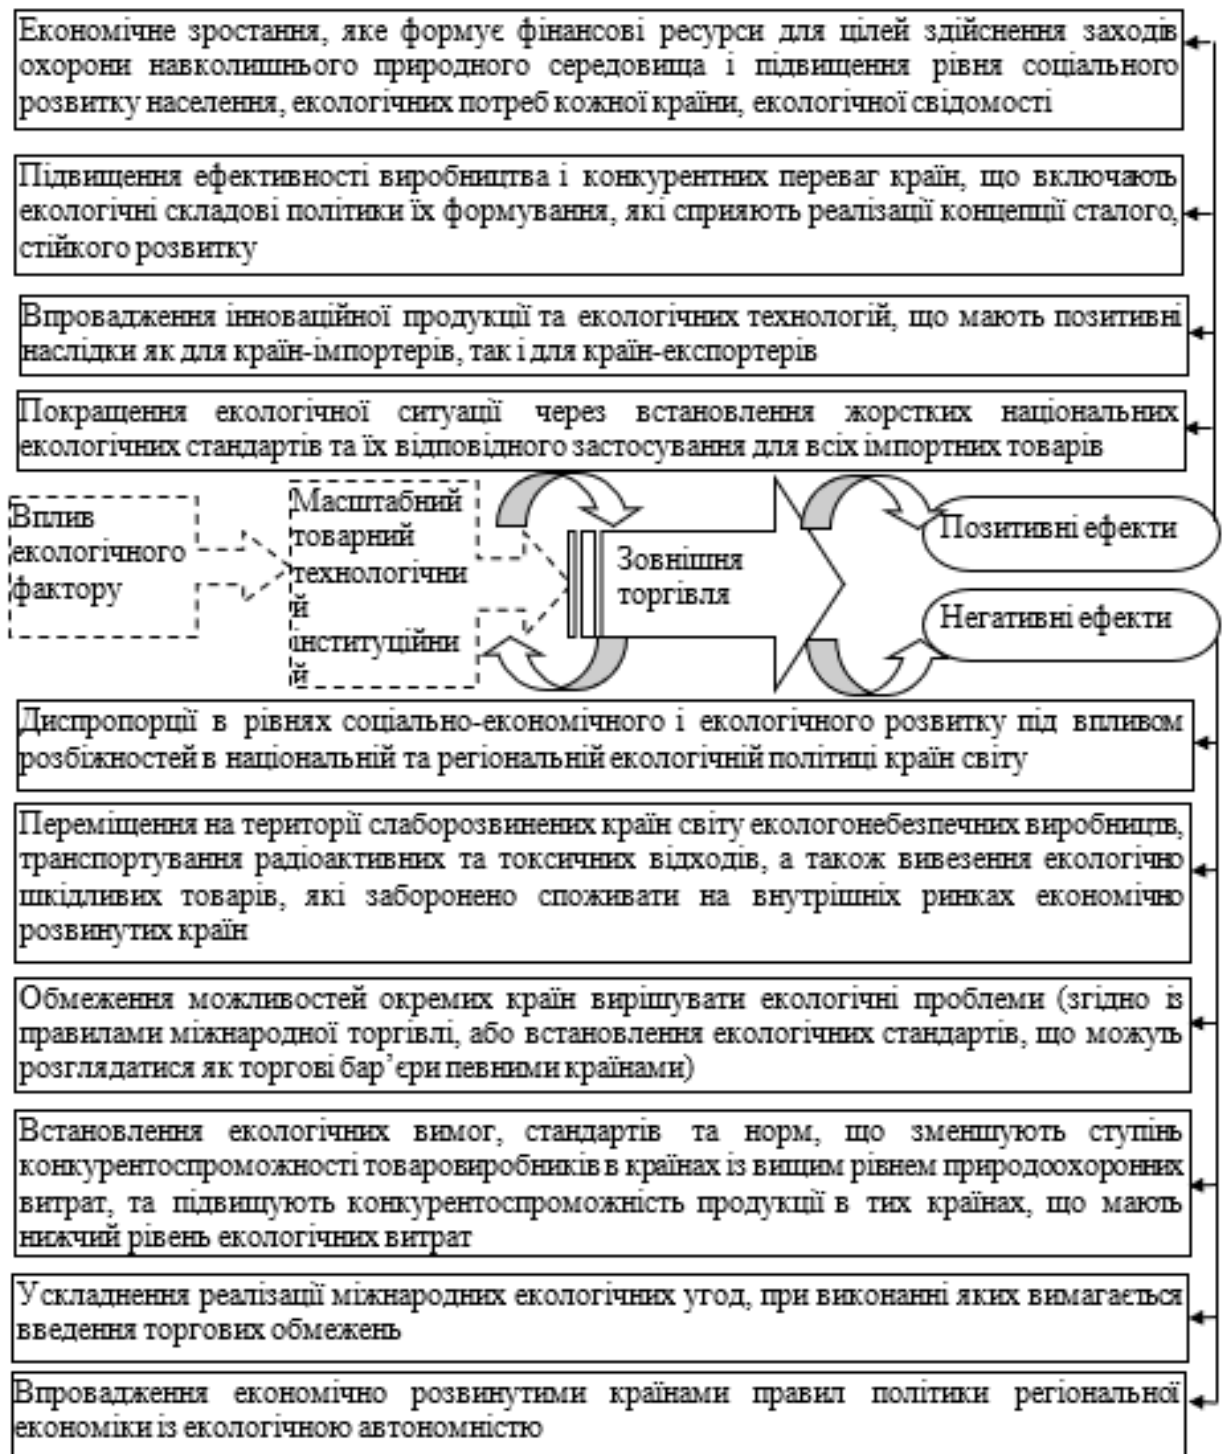 Економічне зростання, яке формує фінансові ресурси для цілей здійснення заходів
охорони навколишнього природного середовища і підвищення рівня соціального
розвитку населення, екологічних потреб кожної країни, екологічної свідомості
Підвищення ефективності виробництва і конкурентних переваг країн, що включають
екологічні складові політики їх формування, які сприяють реалізації концепції сталого,
стійкого розвитку
Впровадження інноваційної продукції та екологічних технологій, що мають позитивні
наслідки як для країн-імпортерів, так і для країн-експортерів
Покращення екологічної ситуації через встановлення жорстких національних
екологічних стандартів та їх відповідного застосування для всіх імпортних товарів
Вплив
екологічного
фактору
Масштабний
товарний
технологічни
й
інституційни
й
Зовнішня
торгівля
Позитивні ефекти
Негативні ефекти
Диспропорції в рівнях соціально-економічного і екологічного розвитку під впливом
розбіжностей в національній та регіональній екологічній політиці країн світу
Переміщення на території слаборозвинених країн світу екологонебезпечних виробництв,
транспортування радіоактивних та токсичних відходів, а також вивезення екологічно
шкідливих товарів, які заборонено споживати на внутрішніх ринках економічно
розвинутих країн
Обмеження можливостей окремих країн вирішувати екологічні проблеми (згідно із
правилами міжнародної торгівлі, або встановлення екологічних стандартів, що можуть
розглядатися як торгові бар’єри певними країнами)
Встановлення екологічних вимог, стандартів та норм, що зменшують ступінь
конкурентоспроможності товаровиробників в країнах із вищим рівнем природоохоронних
витрат, та підвищують конкурентоспроможність продукції в тих країнах, що мають
нижчий рівень екологічних витрат
Ускладнення реалізації міжнародних екологічних угод, при виконанні яких вимагається
введення торгових обмежень
Впровадження економічно розвинутими країнами правил політики регіональної
економіки із екологічною автономністю